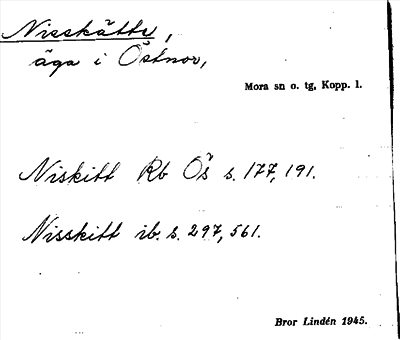 Nisskätte,
äga i Östnor,
Mora sn o. tg, Kopp. l.
Niskitt Rb Ös s. 177, 191.
Nisskitt ib. s. 297, 561.
Bror Lindén 1945.